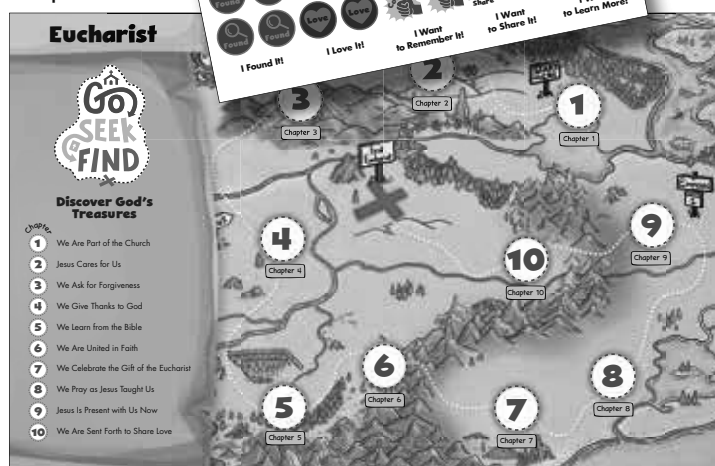 Eucharist
Found
Found
Found
Love
Love
Share
I Found It!
I Love It!
I Want
to Remember It!
I Want
to Share It!
to Learn More!
GO
SEEK
FIND
Discover God's
Treasures
Chapter
1 We Are Part of the Church
2 Jesus Cares for Us
3 We Ask for Forgiveness
4 We Give Thanks to God
5 We Learn from the Bible
6 We Are United in Faith
7 We Celebrate the Gift of the Eucharist
8 We Pray as Jesus Taught Us
9 Jesus Is Present with Us Now
10 We Are Sent Forth to Share Love
1
Chapter 1
2
Chapter 2
3
Chapter 3
4
Chapter 4
5
Chapter 5
6
Chapter 6
7
Chapter 7
8
Chapter 8
9
Chapter 9
10
Chapter 10